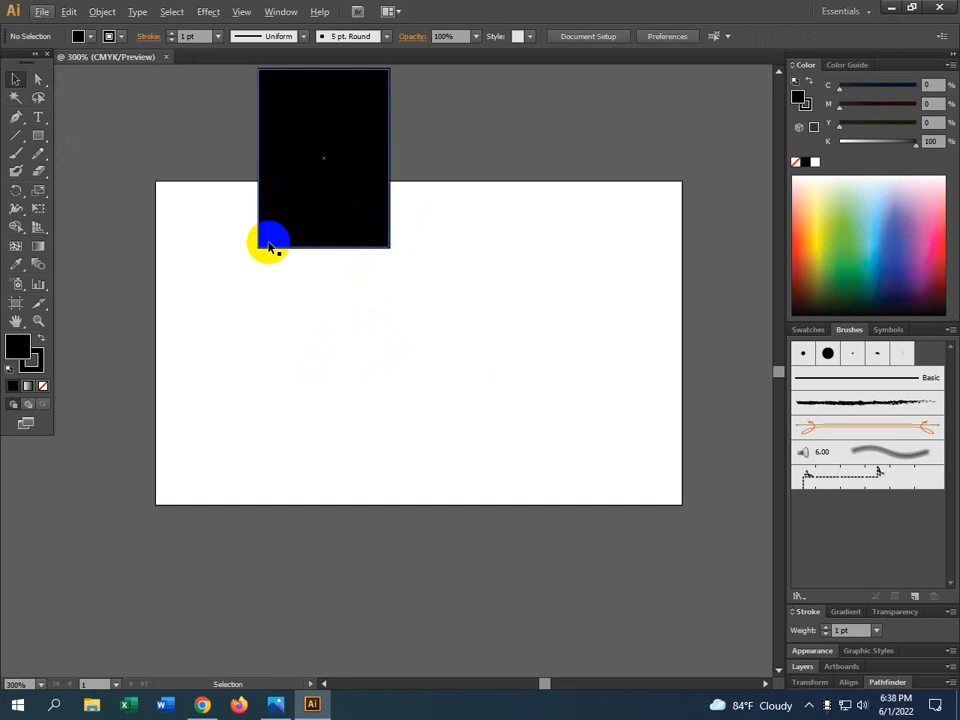 Ai File Edit Object Type Select Effect View Window Help Br Essentials
No Selection Stroke: 1 pt Uniform 5 pt. Round Opacity: 100% Style: Document Setup Preferences
@ 300% (CMYK/Preview)
Color Color Guide
C 0 %
M 0 %
Y 0 %
K 100 %
Swatches Brushes Symbols
Basic
6.00
Stroke Gradient Transparency
Weight: 1 pt
Appearance Graphic Styles
Layers Artboards
Transform Align Pathfinder
300% 1 Selection
Ai 84°F Cloudy 6:38 PM
6/1/2022